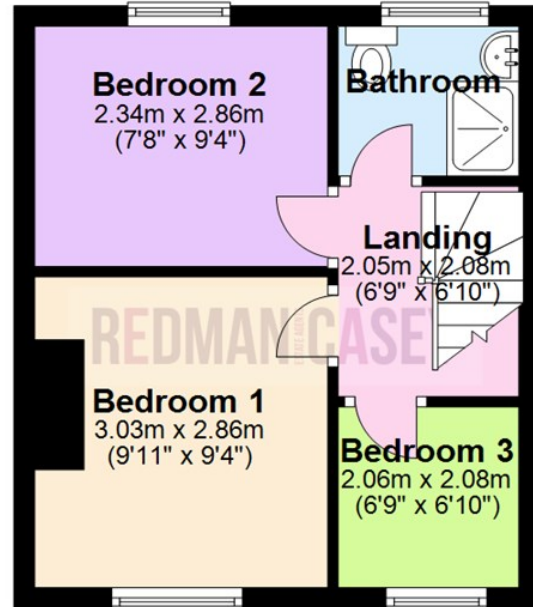 Bedroom 2
2.34m x 2.86m
(7'8" x 9'4")
Bathroom
Landing
2.05m x 2.08m
(6'9" x 6'10")
REDMAN CASEY
ESTATE AGENCY
Bedroom 1
3.03m x 2.86m
(9'11" x 9'4")
Bedroom 3
2.06m x 2.08m
(6'9" x 6'10")